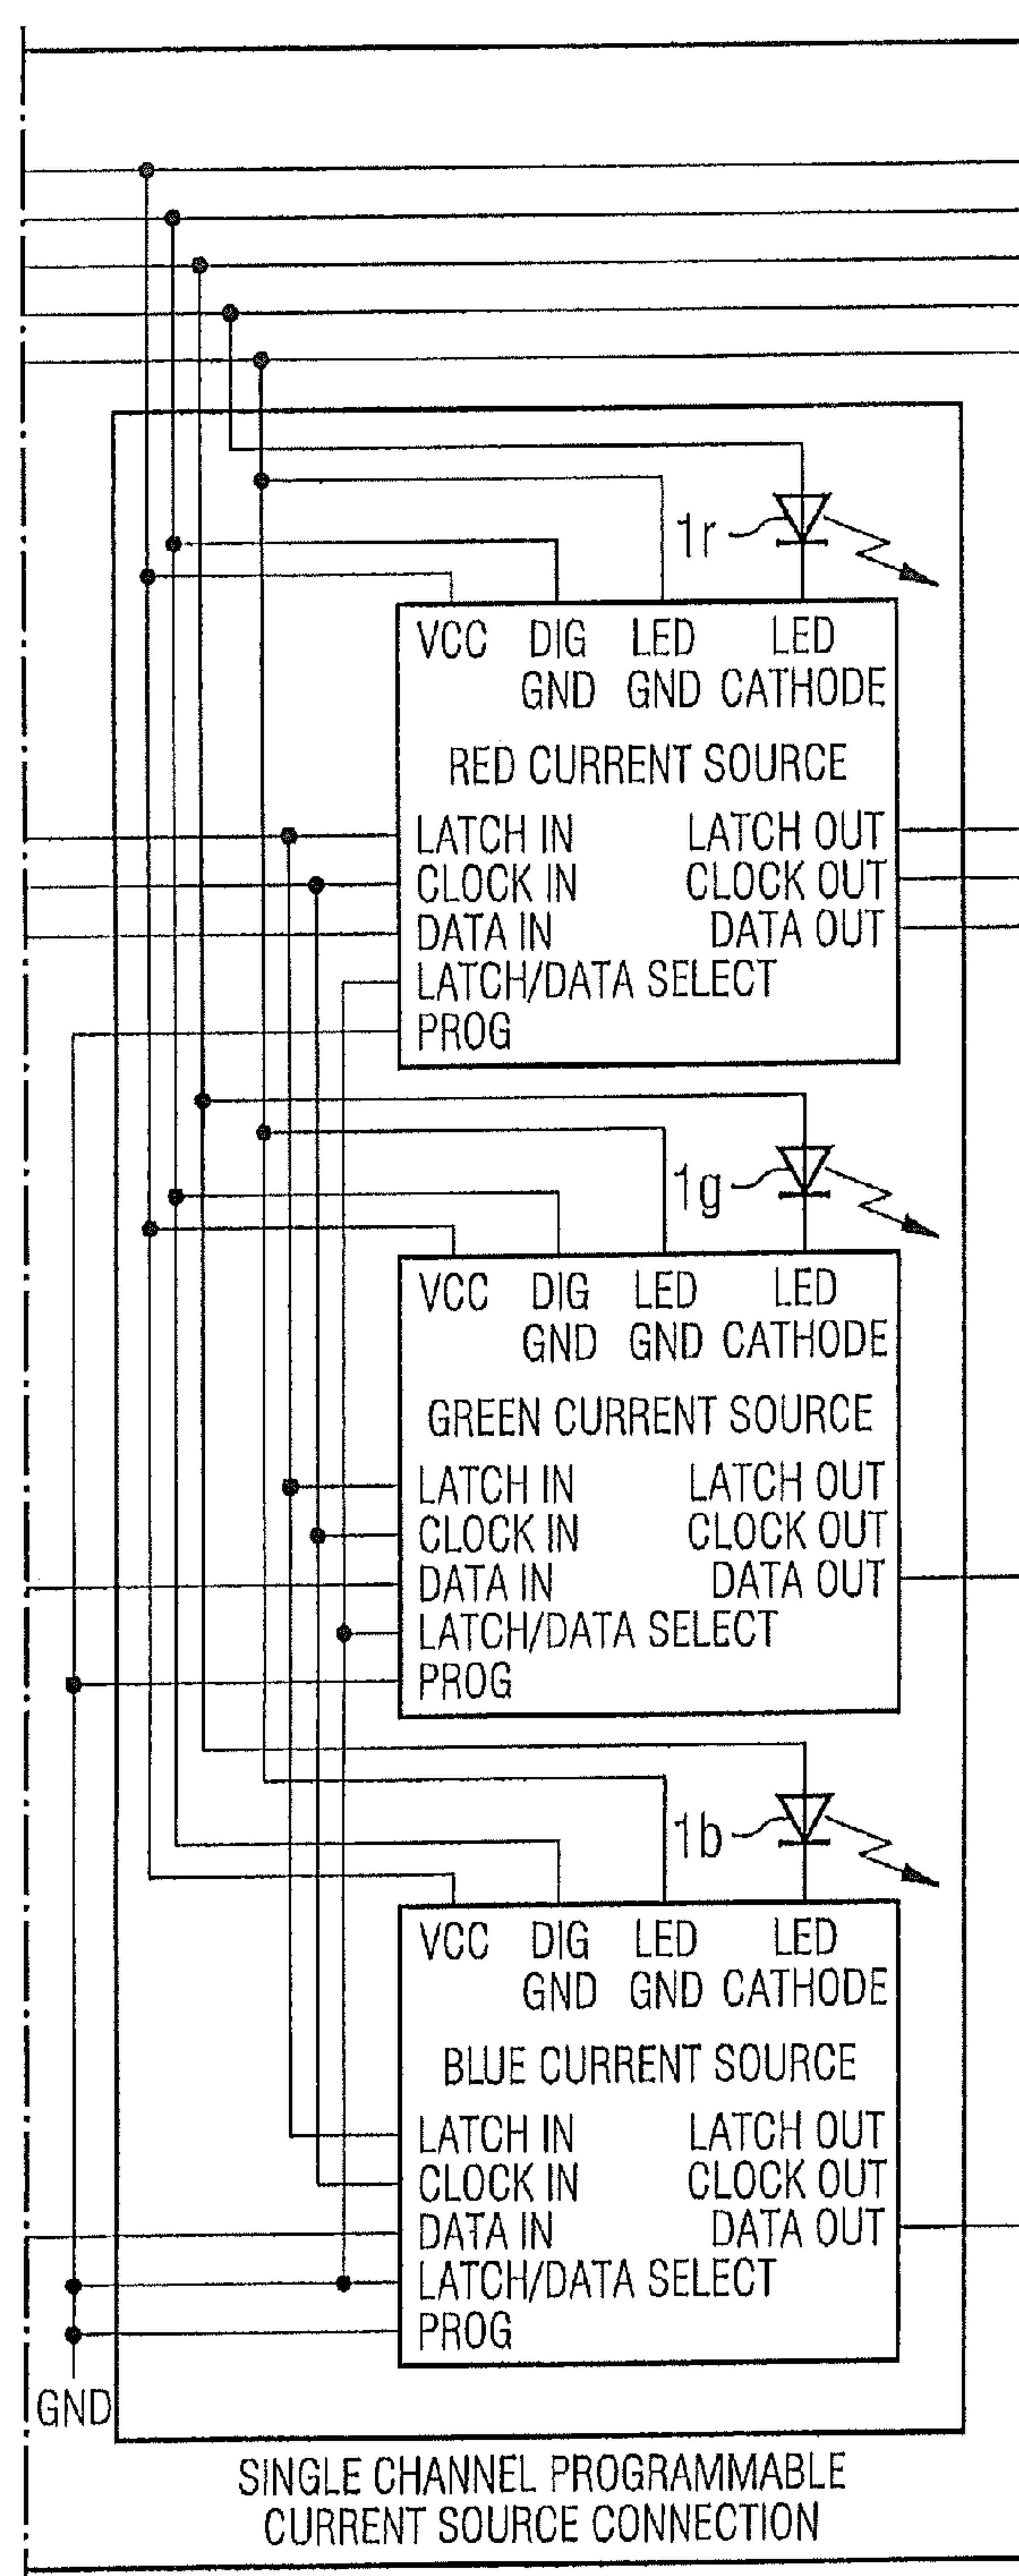 1r
VCC DIG LED LED
GND GND CATHODE
RED CURRENT SOURCE
LATCH IN LATCH OUT
CLOCK IN CLOCK OUT
DATA IN DATA OUT
LATCH/DATA SELECT
PROG
1g
VCC DIG LED LED
GND GND CATHODE
GREEN CURRENT SOURCE
LATCH IN LATCH OUT
CLOCK IN CLOCK OUT
DATA IN DATA OUT
LATCH/DATA SELECT
PROG
1b
VCC DIG LED LED
GND GND CATHODE
BLUE CURRENT SOURCE
LATCH IN LATCH OUT
CLOCK IN CLOCK OUT
DATA IN DATA OUT
LATCH/DATA SELECT
PROG
GND
SINGLE CHANNEL PROGRAMMABLE
CURRENT SOURCE CONNECTION